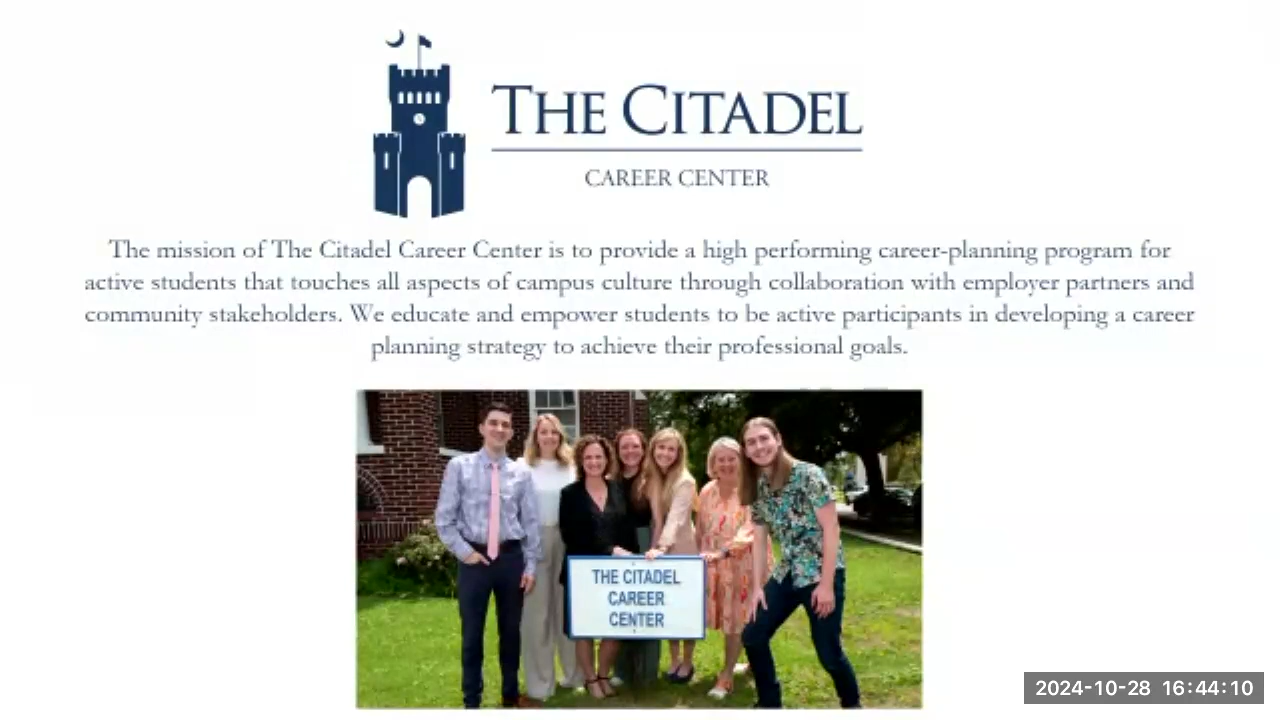 THE CITADEL
CAREER CENTER
The mission of The Citadel Career Center is to provide a high performing career-planning program for
active students that touches all aspects of campus culture through collaboration with employer partners and
community stakeholders. We educate and empower students to be active participants in developing a career
planning strategy to achieve their professional goals.
THE CITADEL
CAREER
CENTER
2024-10-28 16:44:10